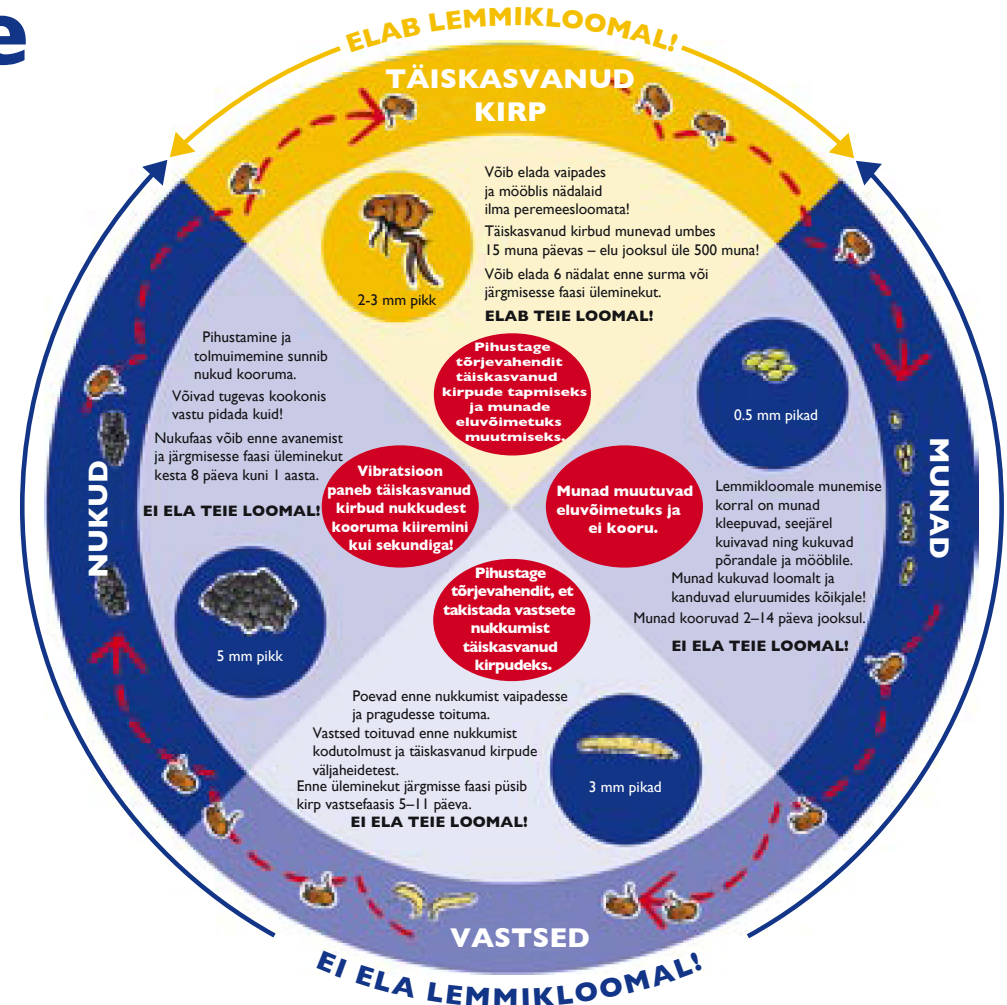 e
ELAB LEMMIKLOOMAL!
TÄISKASVANUD
KIRP
Võib elada vaipades
ja mööblis nädalaid
ilma peremeesloomata!
Täiskasvanud kirbud munevad umbes
15 muna päevas – elu jooksul üle 500 muna!
Võib elada 6 nädalat enne surma või
järgmisesse faasi üleminekut.
ELAB TEIE LOOMAL!
2-3 mm pikk
Pihustage
tõrjevahendit
täiskasvanud
kirpude tapmiseks
ja munade
eluvõimetuks
muutmiseks.
MUNAD
0.5 mm pikad
Lemmikloomale munemise
korral on munad
kleepuvad, seejärel
kuivavad ning kukuvad
põrandale ja mööblile.
Munad kukuvad loomalt ja
kanduvad eluruumides kõikjale!
Munad kooruvad 2–14 päeva jooksul.
EI ELA TEIE LOOMAL!
Munad muutuvad
eluvõimetuks ja
ei kooru.
VASTSED
3 mm pikad
Poevad enne nukkumist vaipadesse
ja pragudesse toituma.
Vastsed toituvad enne nukkumist
kodutolmust ja täiskasvanud kirpude
väljaheidetest.
Enne üleminekut järgmisse faasi püsib
kirp vastsefaasis 5–11 päeva.
EI ELA TEIE LOOMAL!
Pihustage
tõrjevahendit, et
takistada vastsete
nukkumist
täiskasvanud
kirpudeks.
NUKUD
Pihustamine ja
tolmuimemine sunnib
nukud kooruma.
Võivad tugevas kookonis
vastu pidada kuid!
Nukufaas võib enne avanemist
ja järgmisesse faasi üleminekut
kesta 8 päeva kuni 1 aasta.
EI ELA TEIE LOOMAL!
5 mm pikk
Vibratsioon
paneb täiskasvanud
kirbud nukkudest
kooruma kiiremini
kui sekundiga!
EI ELA LEMMIKLOOMAL!